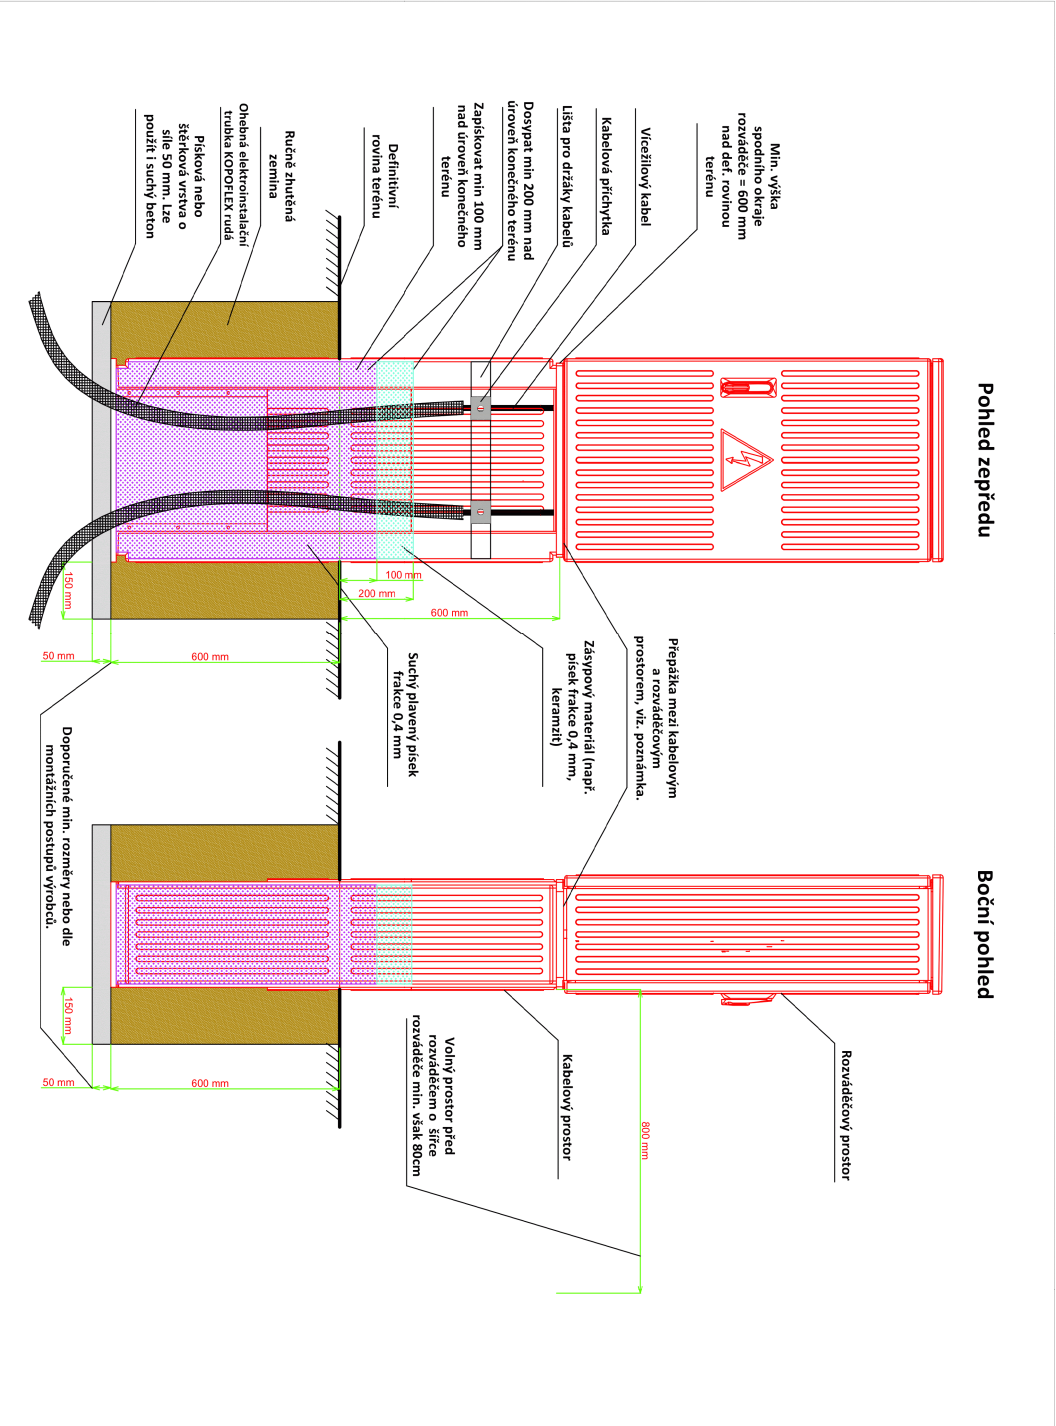 Pohled zepředu
Boční pohled
Min. výška
spodního okraje
rozváděče = 600 mm
nad def. rovinou
terénu
Vícežilový kabel
Kabelová příchytka
Lišta pro držáky kabelů
Dosypat min 200 mm nad
úroveň konečného terénu
Zapískovat min 100 mm
nad úroveň konečného
terénu
Definitivní
rovina terénu
Ručně zhutěná
zemina
Ohebná elektroinstalační
trubka KOPOFLEX rudá
Písková nebo
štěrková vrstva o
síle 50 mm. Lze
použít i suchý beton
100 mm
200 mm
600 mm
150 mm
50 mm
600 mm
Přepážka mezi kabelovým
a rozváděčovým
prostorem, viz. poznámka.
Zásypový materiál (např.
písek frakce 0,4 mm,
keramzit)
Suchý plavený písek
frakce 0,4 mm
Doporučené min. rozměry nebo dle
montážních postupů výrobců.
Rozváděčový prostor
800 mm
Kabelový prostor
Volný prostor před
rozváděčem o šířce
rozváděče min. však 80cm
150 mm
50 mm
600 mm